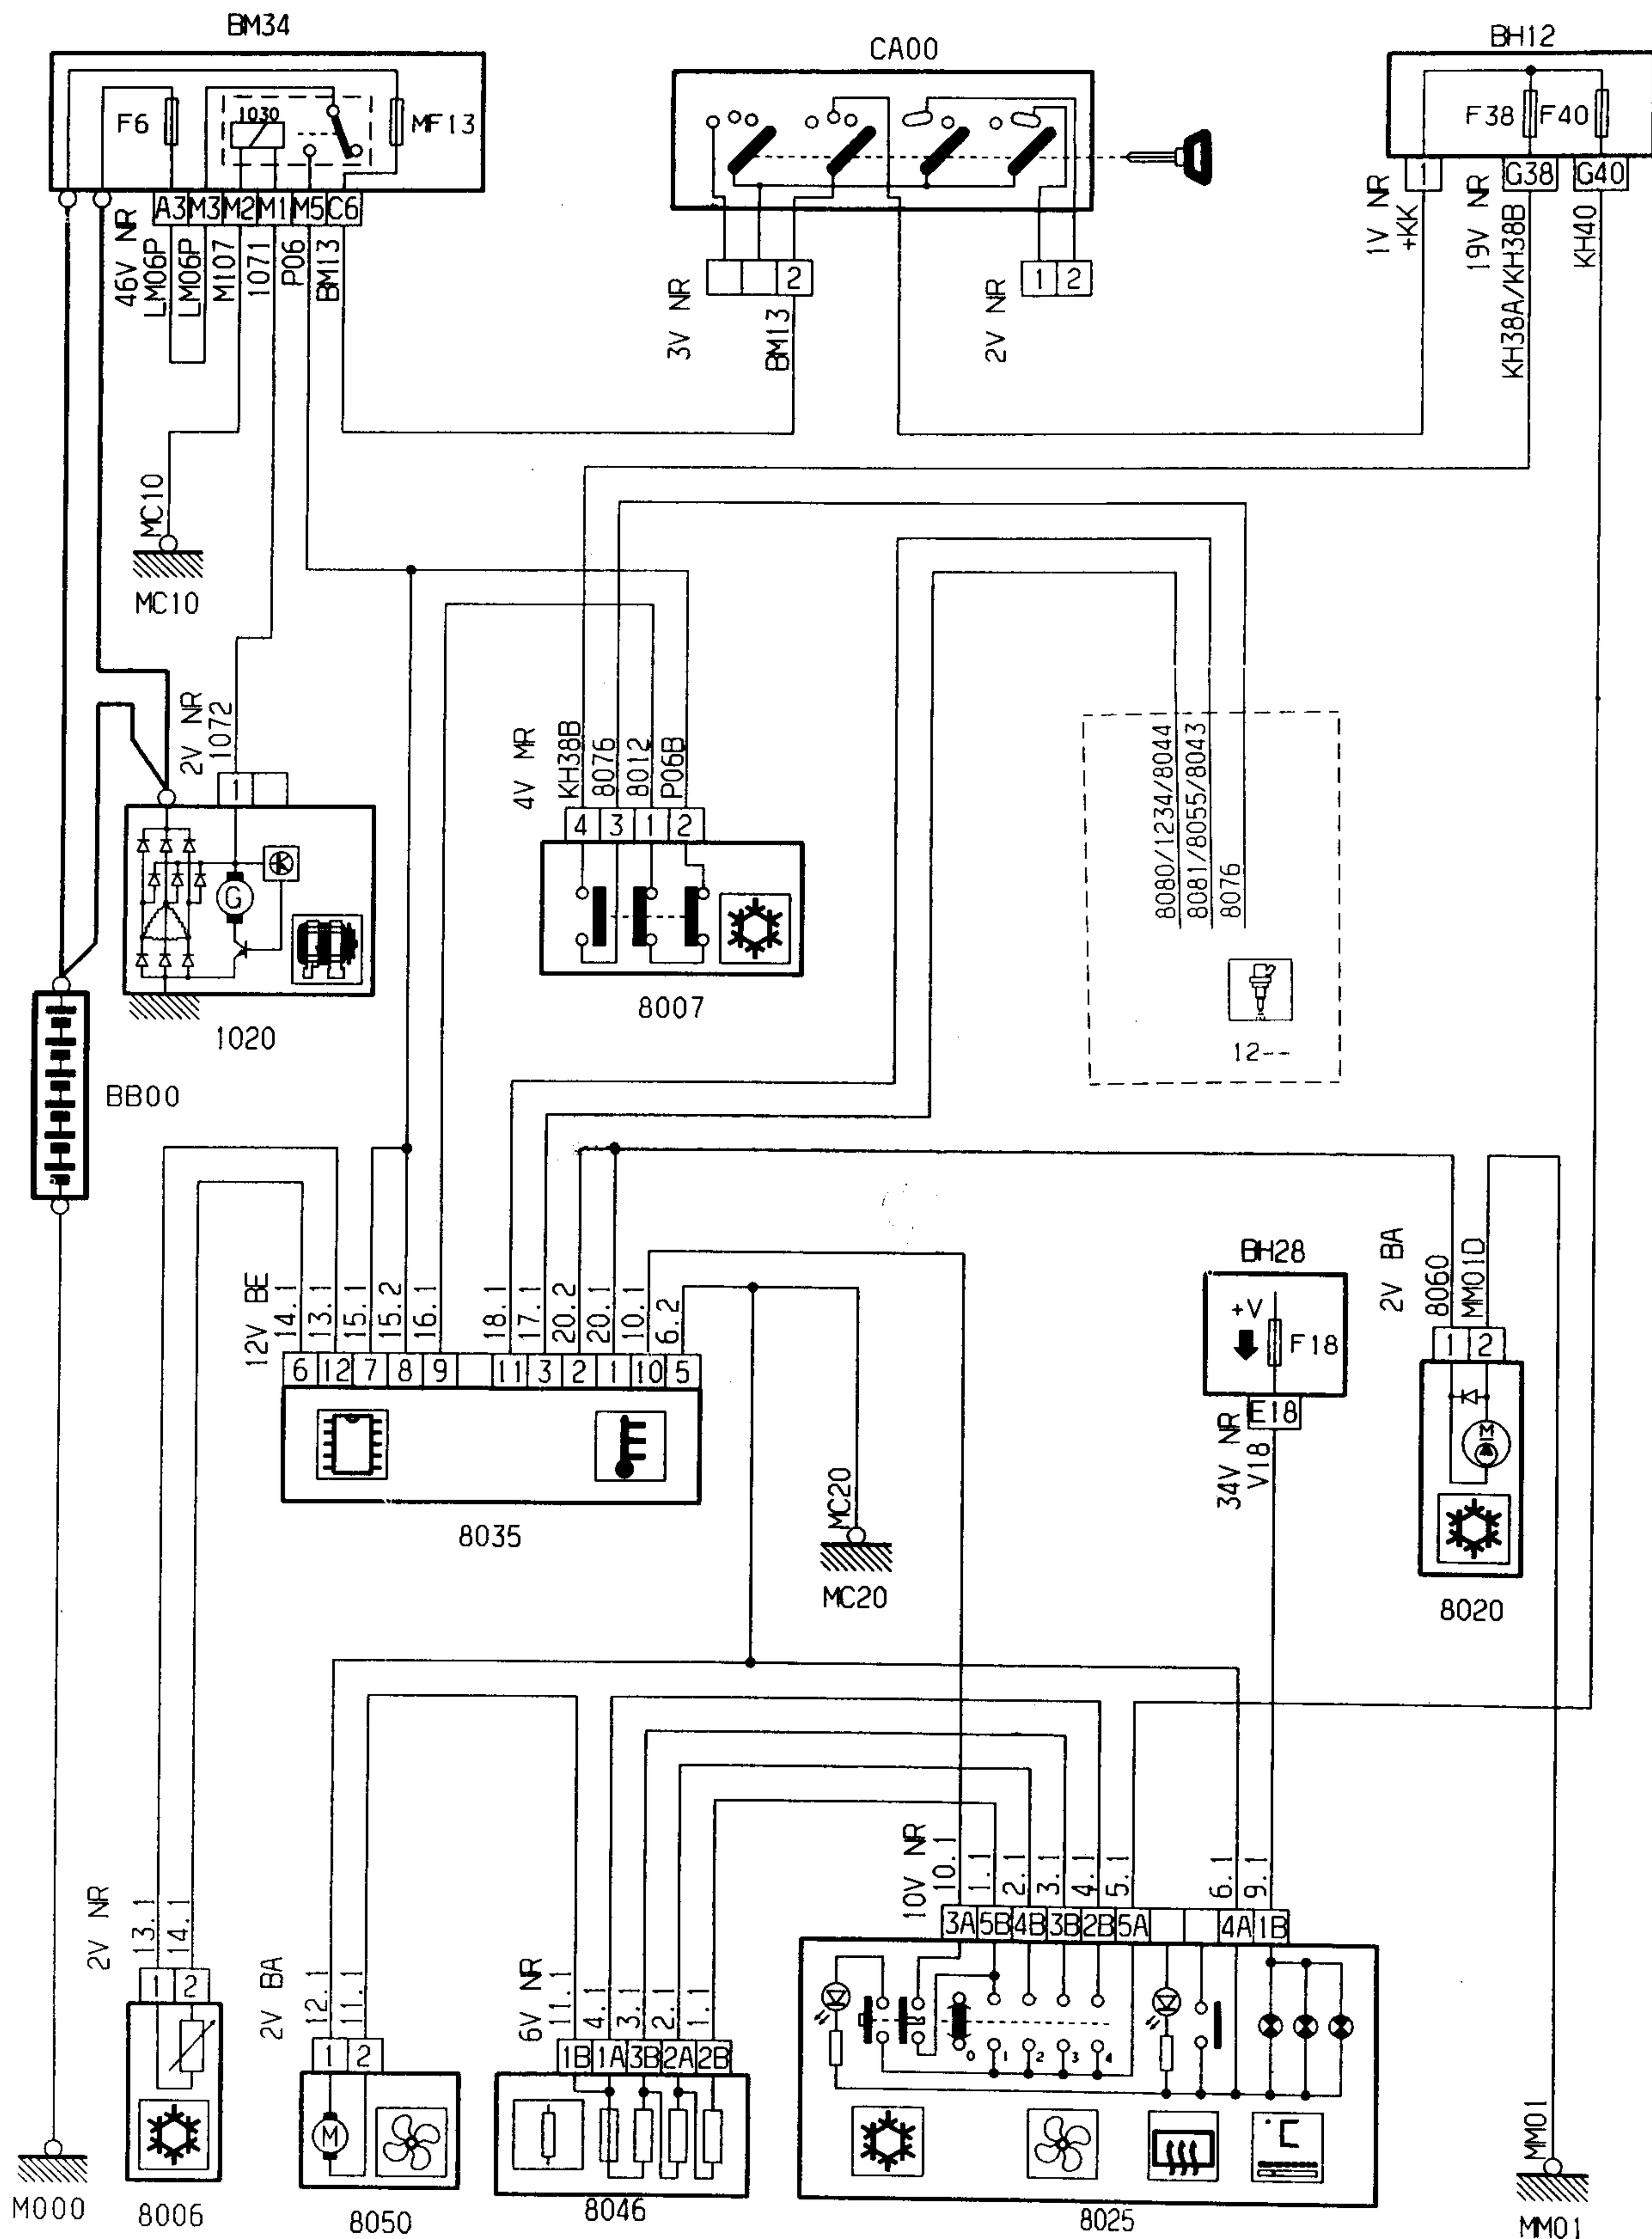 BM34
CA00
BH12
F6
1030
MF13
F38
F40
A3 M3 M2 M1 M5 C6
1
G38
G40
46V NR
LM06P
LM06P
M107
1071
P06
BM13
2
3V NR
BM13
1 2
2V NR
1V NR
+KK
19V NR
KH38A/KH38B
KH40
MC10
MC10
2V NR
1072
1
G
1020
4V MR
KH38B
8076
8012
P06B
4 3 1 2
8007
8080/1234/8044
8081/8055/8043
8076
12--
BB00
12V BE
14.1
13.1
15.1
15.2
16.1
18.1
17.1
20.2
20.1
10.1
6.2
6 12 7 8 9 11 3 2 1 10 5
8035
MC20
MC20
BH28
+V
F18
E18
34V NR
V18
2V BA
8060
MM01D
1 2
M
8020
2V NR
13.1
14.1
1 2
8006
2V BA
12.1
11.1
1 2
M
8050
6V NR
11.1
4.1
3.1
2.1
1.1
1B 1A 3B 2A 2B
8046
10V NR
10.1
1.1
2.1
3.1
4.1
5.1
6.1
9.1
3A 5B 4B 3B 2B 5A 4A 1B
0 1 2 3 4
°C
8025
M000
MM01
MM01